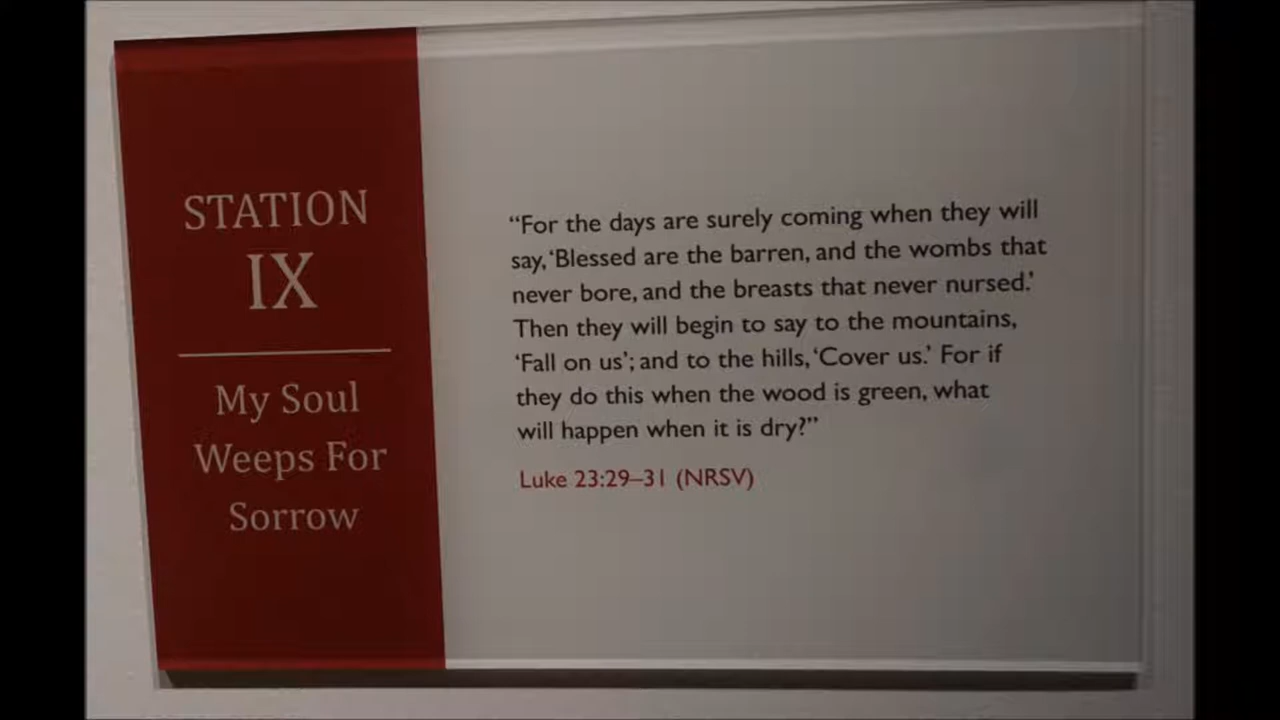 STATION
IX
My Soul
Weeps For
Sorrow
“For the days are surely coming when they will
say, ‘Blessed are the barren, and the wombs that
never bore, and the breasts that never nursed.’
Then they will begin to say to the mountains,
‘Fall on us’; and to the hills, ‘Cover us.’ For if
they do this when the wood is green, what
will happen when it is dry?”
Luke 23:29–31 (NRSV)